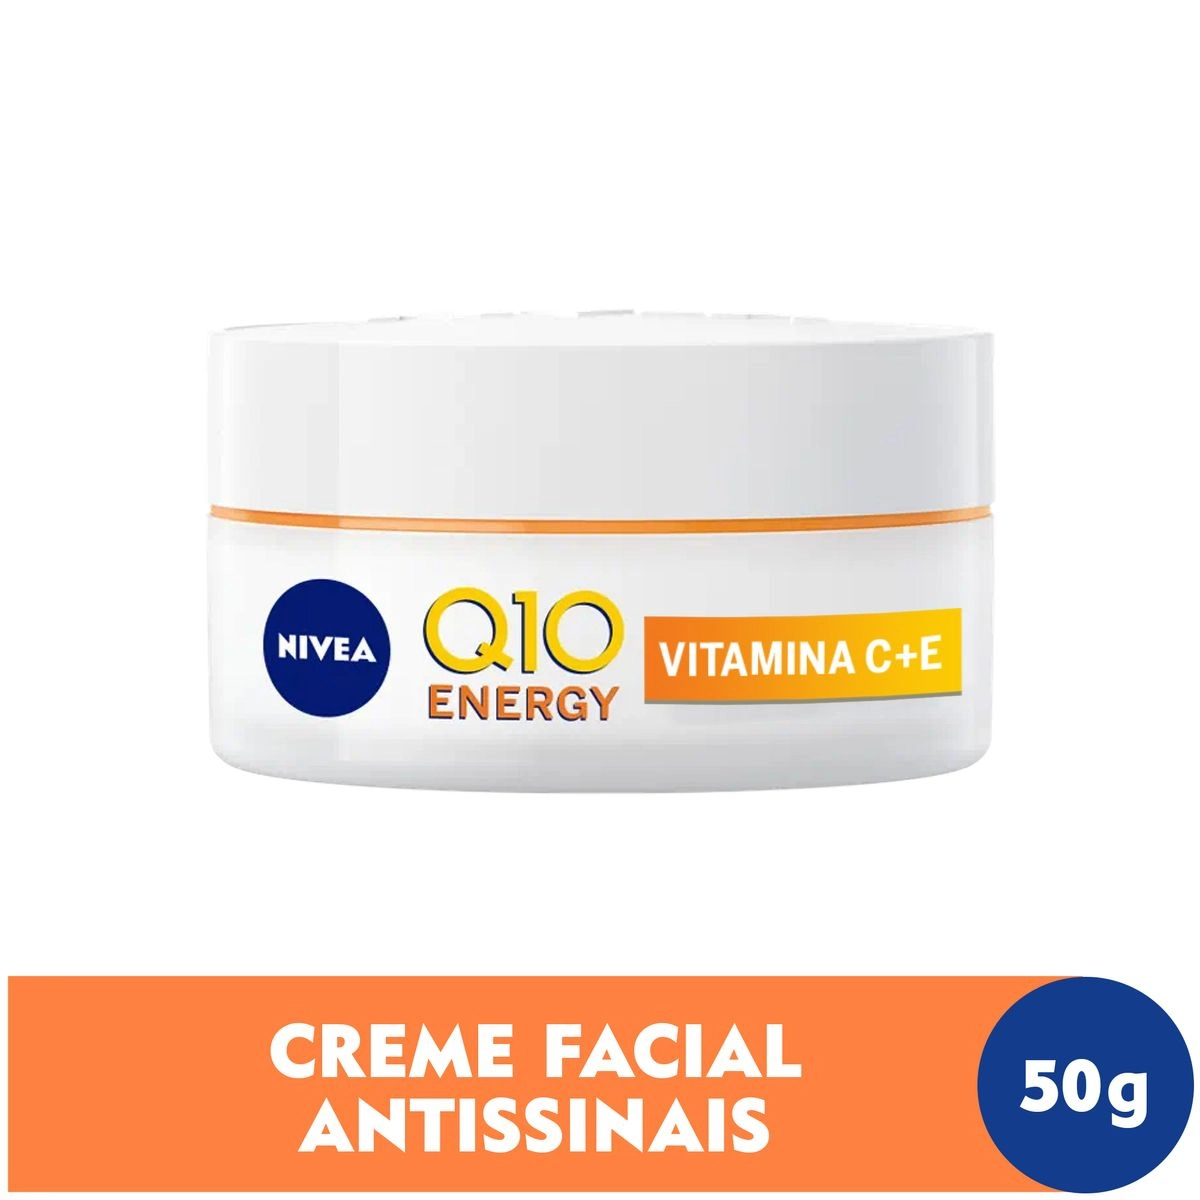 NIVEA
Q10
ENERGY
VITAMINA C+E
CREME FACIAL
ANTISSINAIS
50g